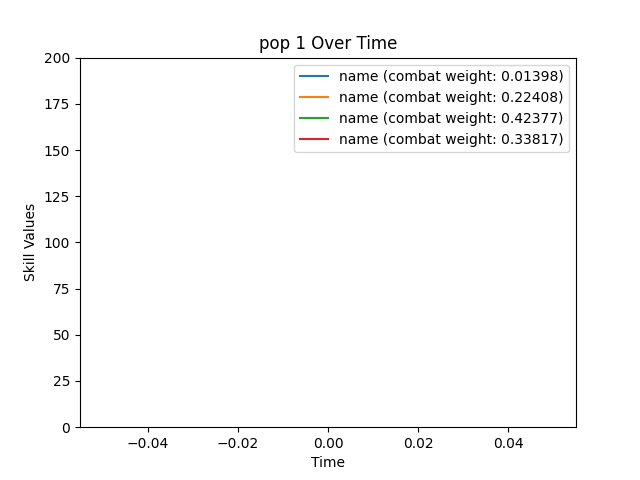 pop 1 Over Time
name (combat weight: 0.01398)
name (combat weight: 0.22408)
name (combat weight: 0.42377)
name (combat weight: 0.33817)
200
175
150
125
100
75
50
25
0
Skill Values
−0.04 −0.02 0.00 0.02 0.04
Time